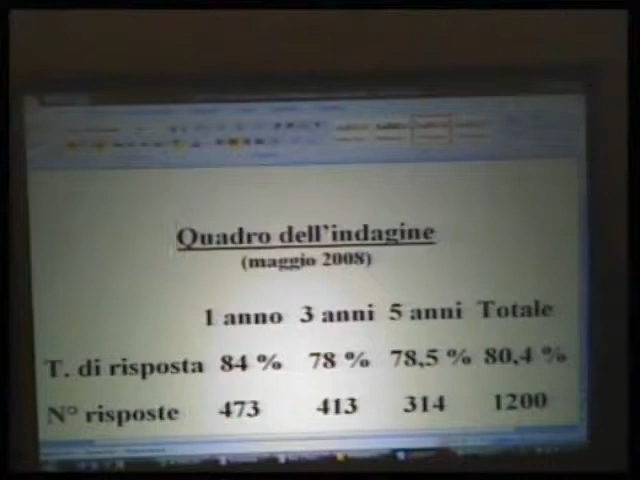 Quadro dell'indagine
(maggio 2008)
1 anno 3 anni 5 anni Totale
T. di risposta 84 % 78 % 78,5 % 80,4 %
N° risposte 473 413 314 1200